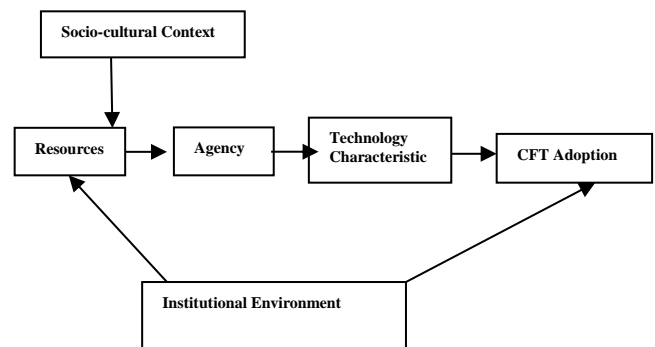 Socio-cultural Context
Resources
Agency
Technology
Characteristic
CFT Adoption
Institutional Environment